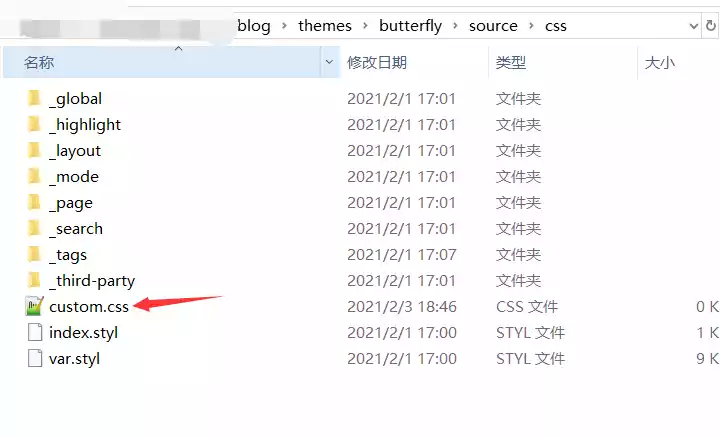 blog > themes > butterfly > source > css
名称 修改日期 类型 大小
_global 2021/2/1 17:01 文件夹
_highlight 2021/2/1 17:01 文件夹
_layout 2021/2/1 17:01 文件夹
_mode 2021/2/1 17:01 文件夹
_page 2021/2/1 17:01 文件夹
_search 2021/2/1 17:01 文件夹
_tags 2021/2/1 17:07 文件夹
_third-party 2021/2/1 17:01 文件夹
custom.css 2021/2/3 18:46 CSS 文件 0 K
index.styl 2021/2/1 17:00 STYL 文件 1 K
var.styl 2021/2/1 17:00 STYL 文件 9 K